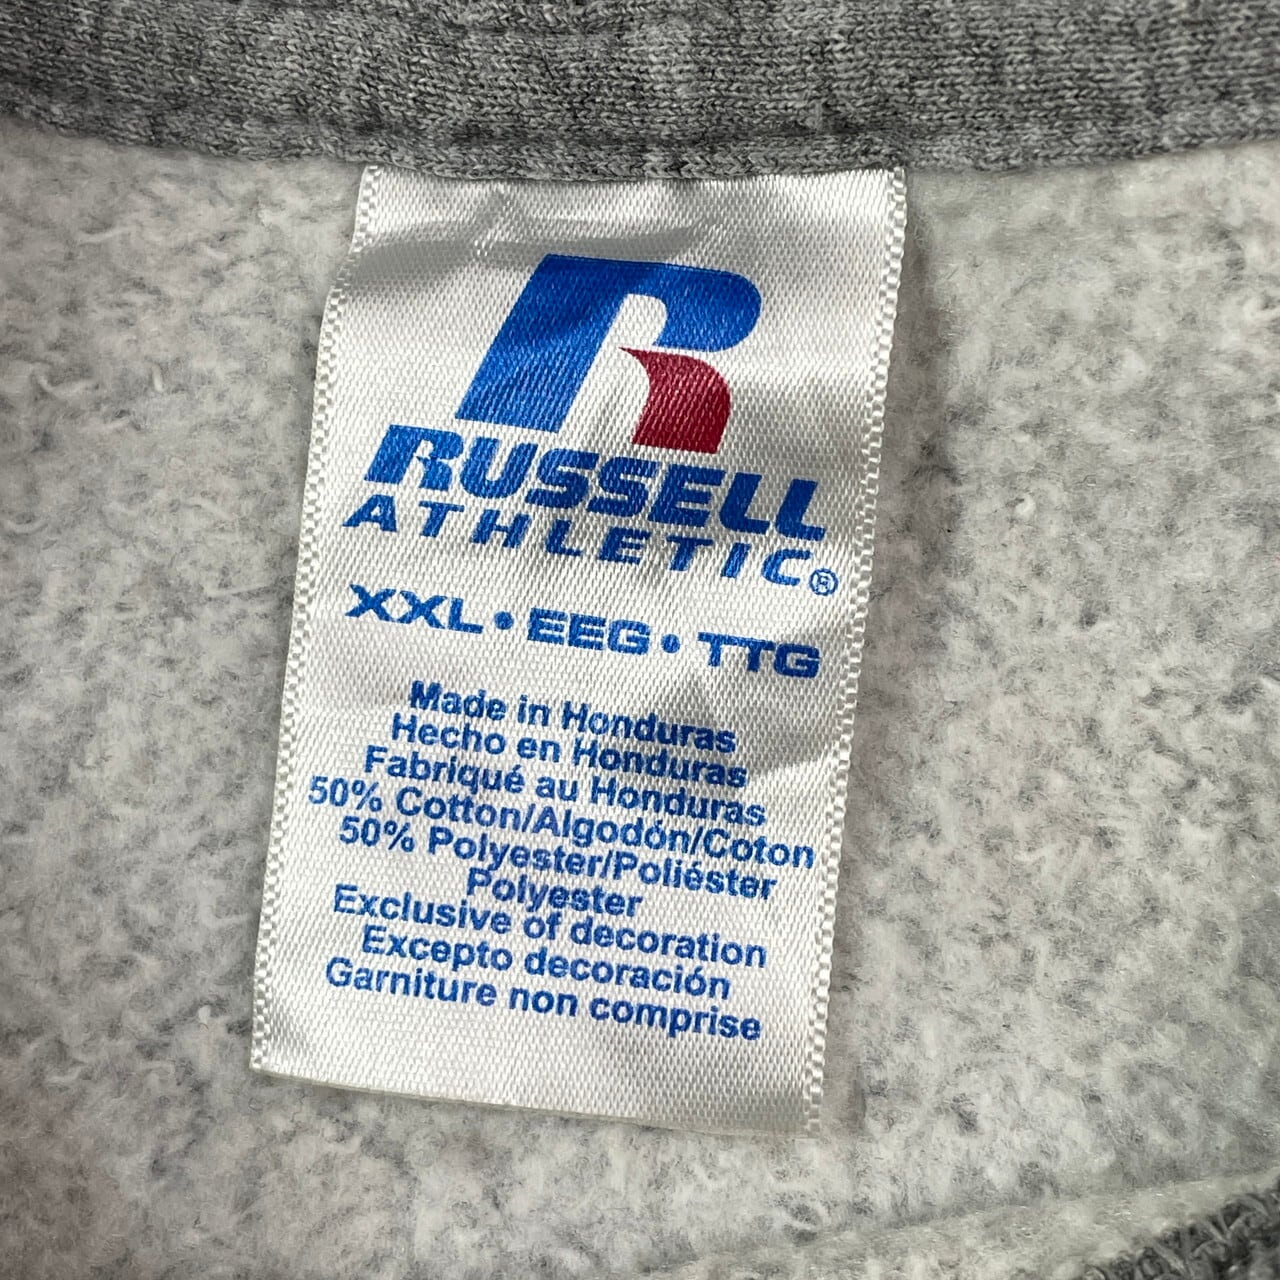 R
RUSSELL
ATHLETIC®
XXL • EEG • TTG
Made in Honduras
Hecho en Honduras
Fabriqué au Honduras
50% Cotton/Algodón/Coton
50% Polyester/Poliéster
Polyester
Exclusive of decoration
Excepto decoración
Garniture non comprise